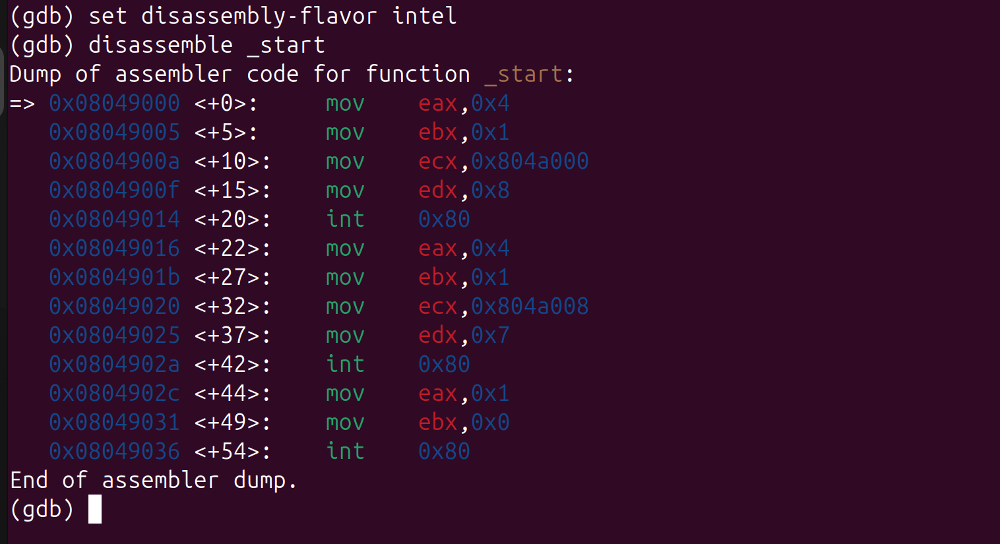 (gdb) set disassembly-flavor intel
(gdb) disassemble _start
Dump of assembler code for function _start:
=> 0x08049000 <+0>:     mov    eax,0x4
   0x08049005 <+5>:     mov    ebx,0x1
   0x0804900a <+10>:    mov    ecx,0x804a000
   0x0804900f <+15>:    mov    edx,0x8
   0x08049014 <+20>:    int    0x80
   0x08049016 <+22>:    mov    eax,0x4
   0x0804901b <+27>:    mov    ebx,0x1
   0x08049020 <+32>:    mov    ecx,0x804a008
   0x08049025 <+37>:    mov    edx,0x7
   0x0804902a <+42>:    int    0x80
   0x0804902c <+44>:    mov    eax,0x1
   0x08049031 <+49>:    mov    ebx,0x0
   0x08049036 <+54>:    int    0x80
End of assembler dump.
(gdb)